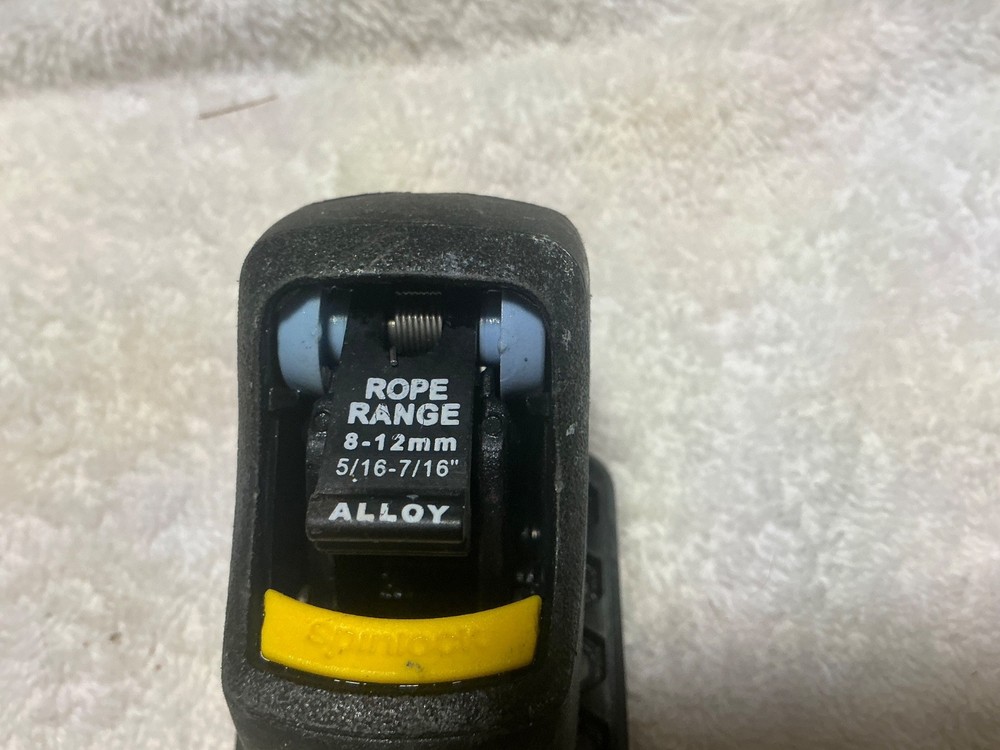 ROPE
RANGE
8-12mm
5/16-7/16"
ALLOY
Spinlock